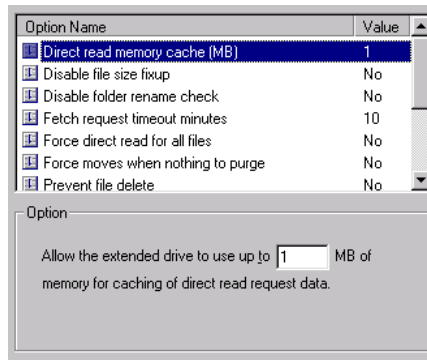 Option Name Value
Direct read memory cache (MB) 1
Disable file size fixup No
Disable folder rename check No
Fetch request timeout minutes 10
Force direct read for all files No
Force moves when nothing to purge No
Prevent file delete No
Option
Allow the extended drive to use up to 1 MB of
memory for caching of direct read request data.